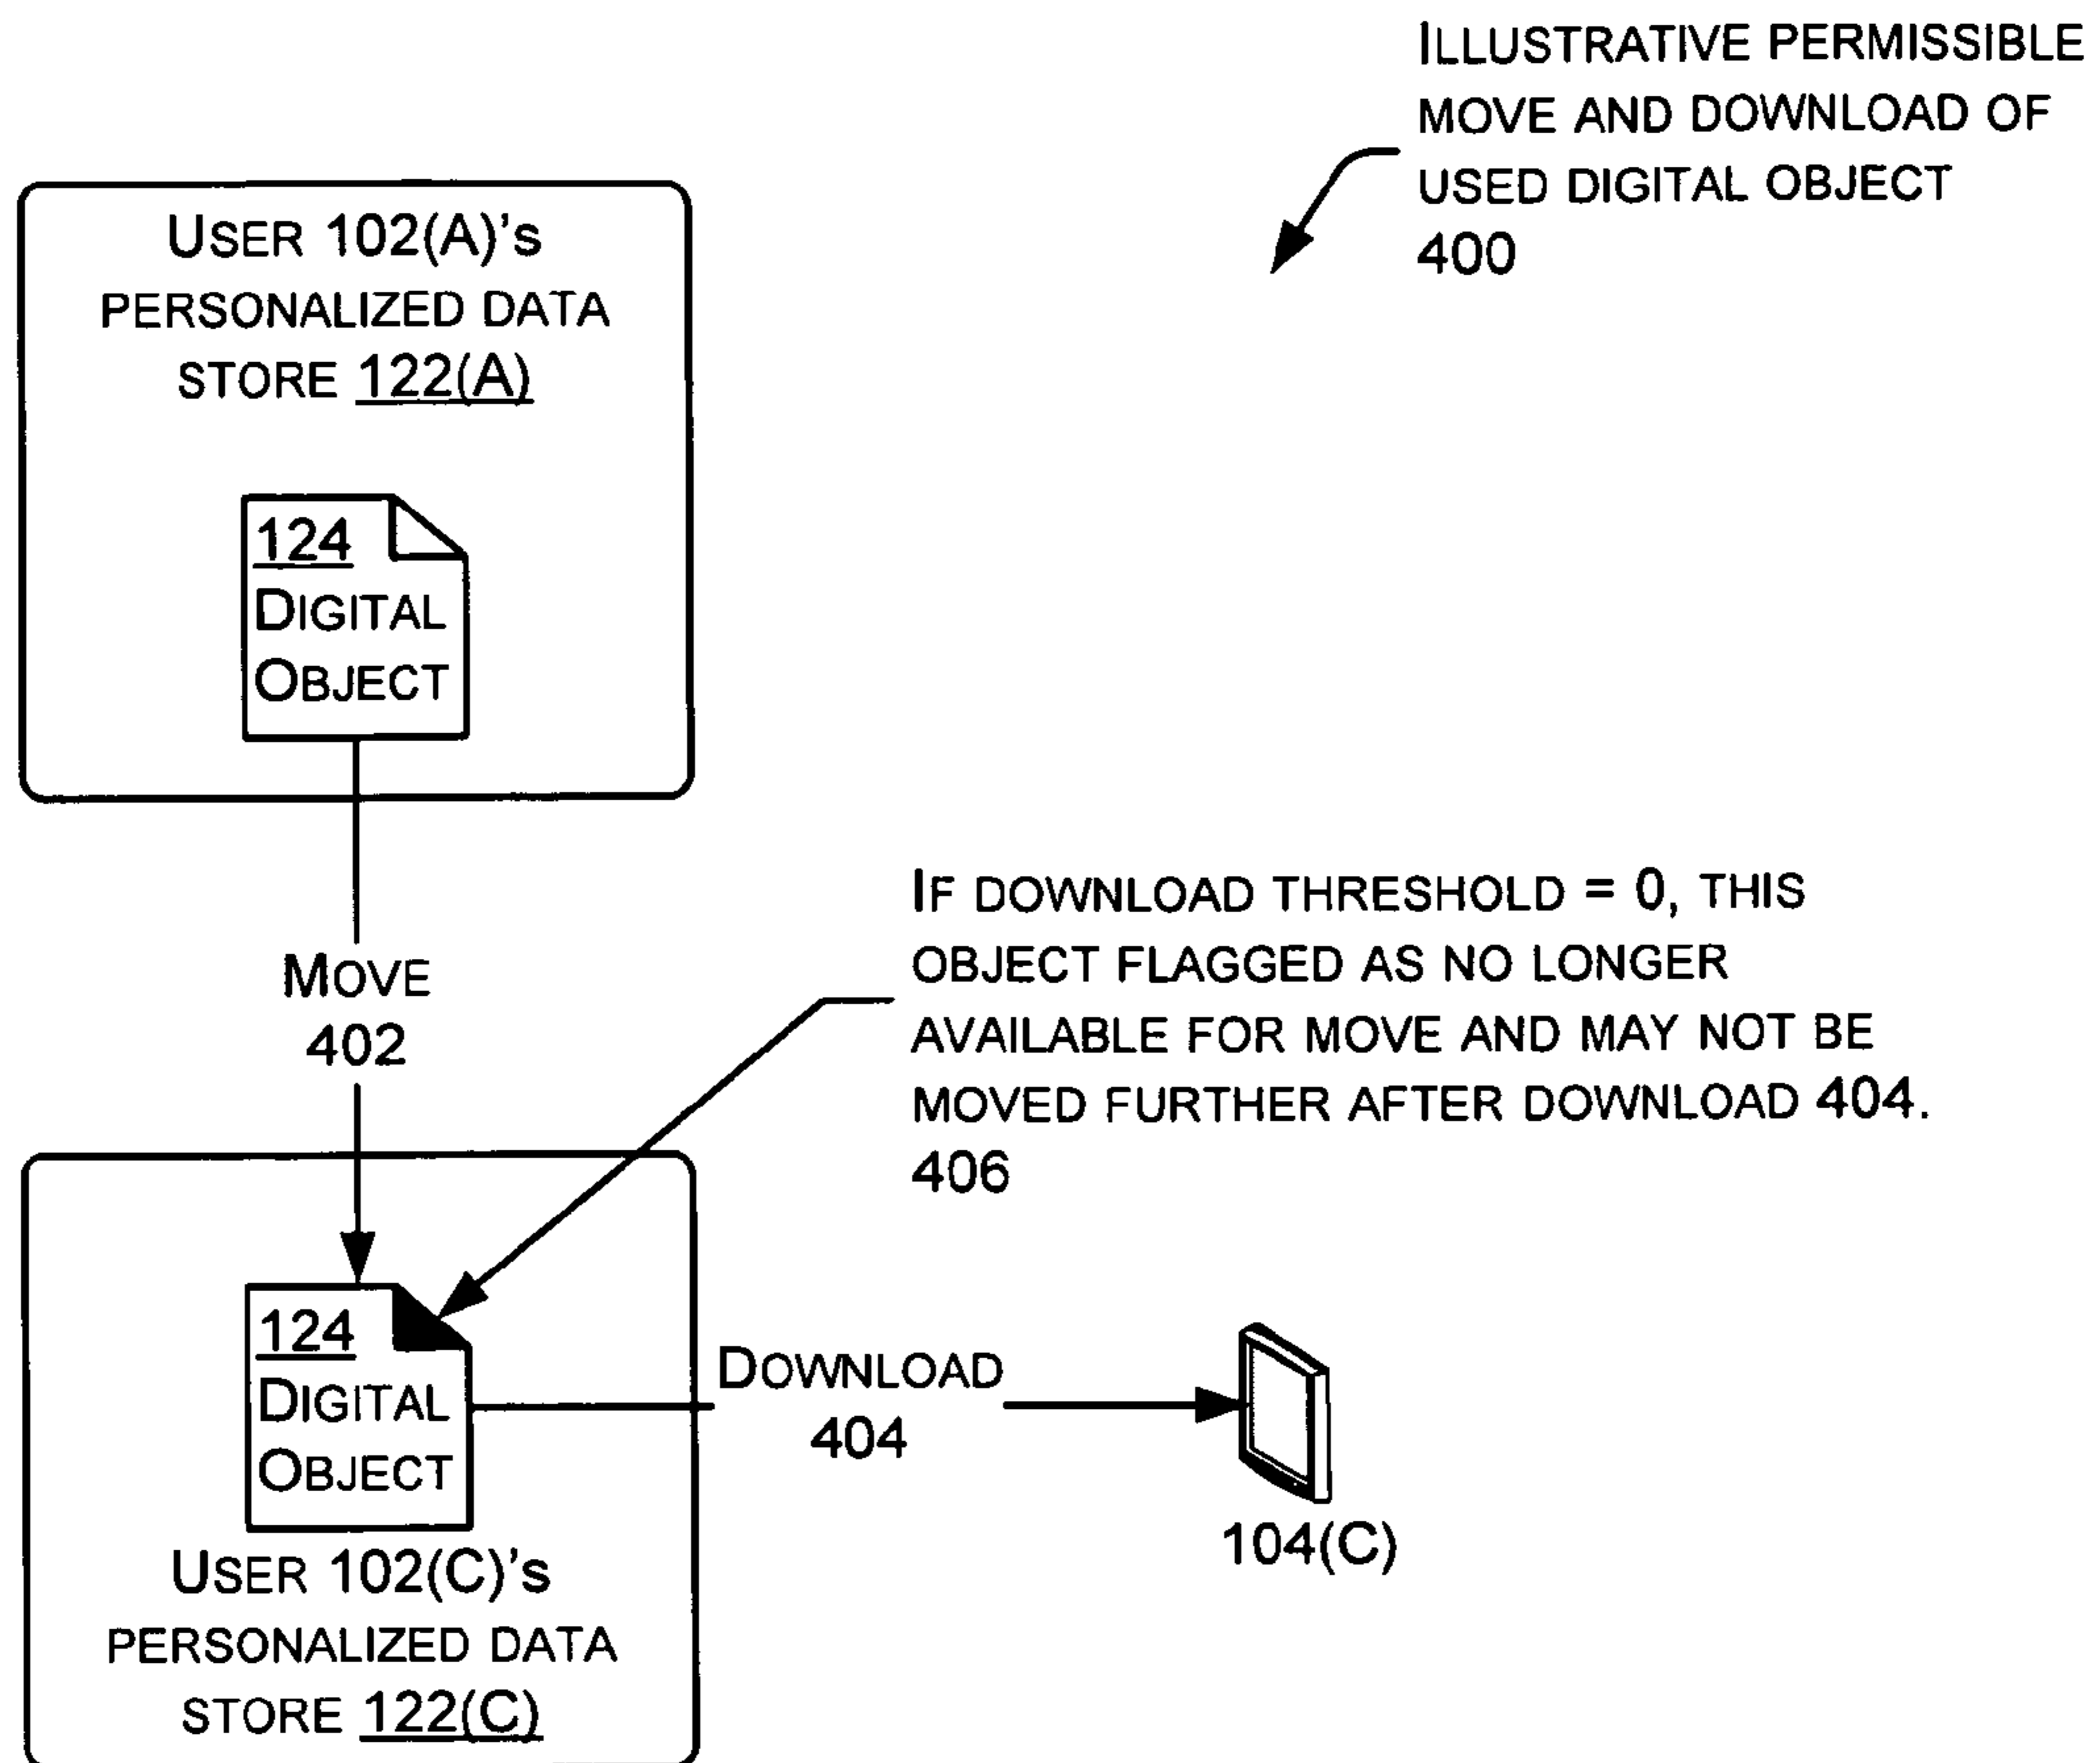 ILLUSTRATIVE PERMISSIBLE
MOVE AND DOWNLOAD OF
USED DIGITAL OBJECT
400
USER 102(A)'S
PERSONALIZED DATA
STORE 122(A)
124
DIGITAL
OBJECT
MOVE
402
IF DOWNLOAD THRESHOLD = 0, THIS
OBJECT FLAGGED AS NO LONGER
AVAILABLE FOR MOVE AND MAY NOT BE
MOVED FURTHER AFTER DOWNLOAD 404.
406
124
DIGITAL
OBJECT
DOWNLOAD
404
104(C)
USER 102(C)'S
PERSONALIZED DATA
STORE 122(C)